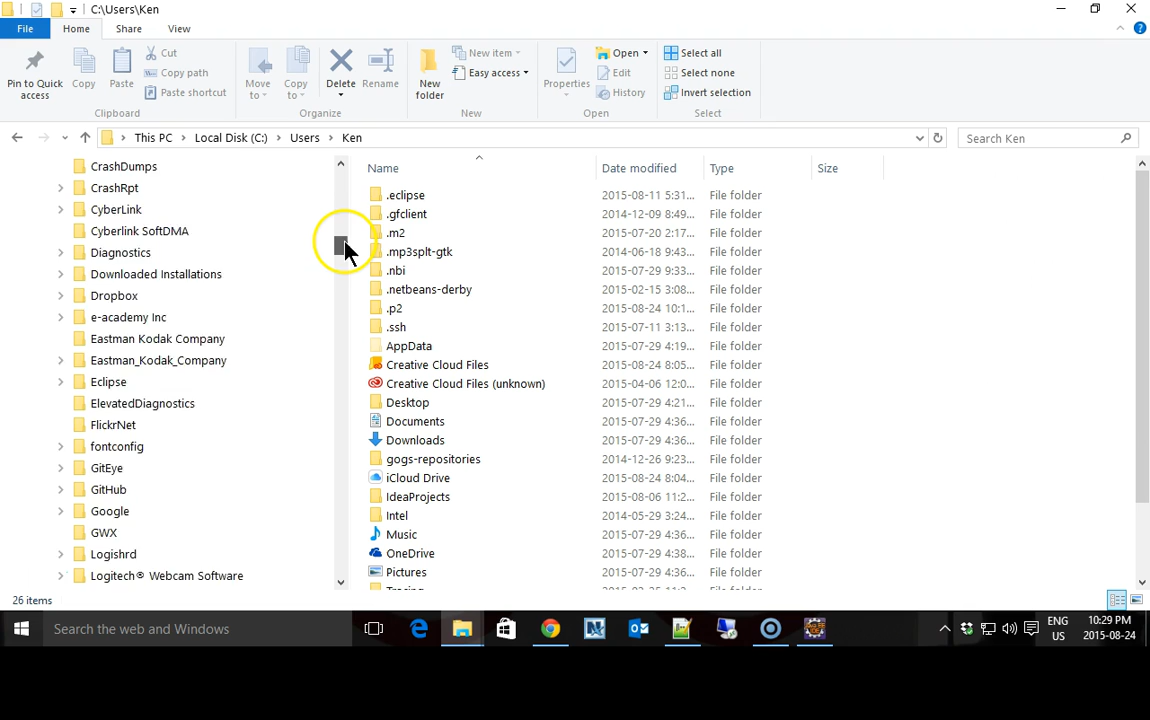 C:\Users\Ken
File Home Share View
Pin to Quick access
Copy
Paste
Cut
Copy path
Paste shortcut
Clipboard
Move to
Copy to
Delete
Rename
Organize
New folder
New item
Easy access
New
Properties
Open
Edit
History
Open
Select all
Select none
Invert selection
Select
This PC Local Disk (C:) Users Ken
Search Ken
CrashDumps
CrashRpt
CyberLink
Cyberlink SoftDMA
Diagnostics
Downloaded Installations
Dropbox
e-academy Inc
Eastman Kodak Company
Eastman_Kodak_Company
Eclipse
ElevatedDiagnostics
FlickrNet
fontconfig
GitEye
GitHub
Google
GWX
Logishrd
Logitech® Webcam Software
Name Date modified Type Size
.eclipse 2015-08-11 5:31... File folder
.gfclient 2014-12-09 8:49... File folder
.m2 2015-07-20 2:17... File folder
.mp3splt-gtk 2014-06-18 9:43... File folder
.nbi 2015-07-29 9:33... File folder
.netbeans-derby 2015-02-15 3:08... File folder
.p2 2015-08-24 10:1... File folder
.ssh 2015-07-11 3:13... File folder
AppData 2015-07-29 4:19... File folder
Creative Cloud Files 2015-08-24 8:05... File folder
Creative Cloud Files (unknown) 2015-04-06 12:0... File folder
Desktop 2015-07-29 4:21... File folder
Documents 2015-07-29 4:36... File folder
Downloads 2015-07-29 4:36... File folder
gogs-repositories 2014-12-26 9:23... File folder
iCloud Drive 2015-08-24 8:04... File folder
IdeaProjects 2015-08-06 11:2... File folder
Intel 2014-05-29 3:24... File folder
Music 2015-07-29 4:36... File folder
OneDrive 2015-07-29 4:38... File folder
Pictures 2015-07-29 4:36... File folder
26 items
Search the web and Windows
ENG US
10:29 PM
2015-08-24